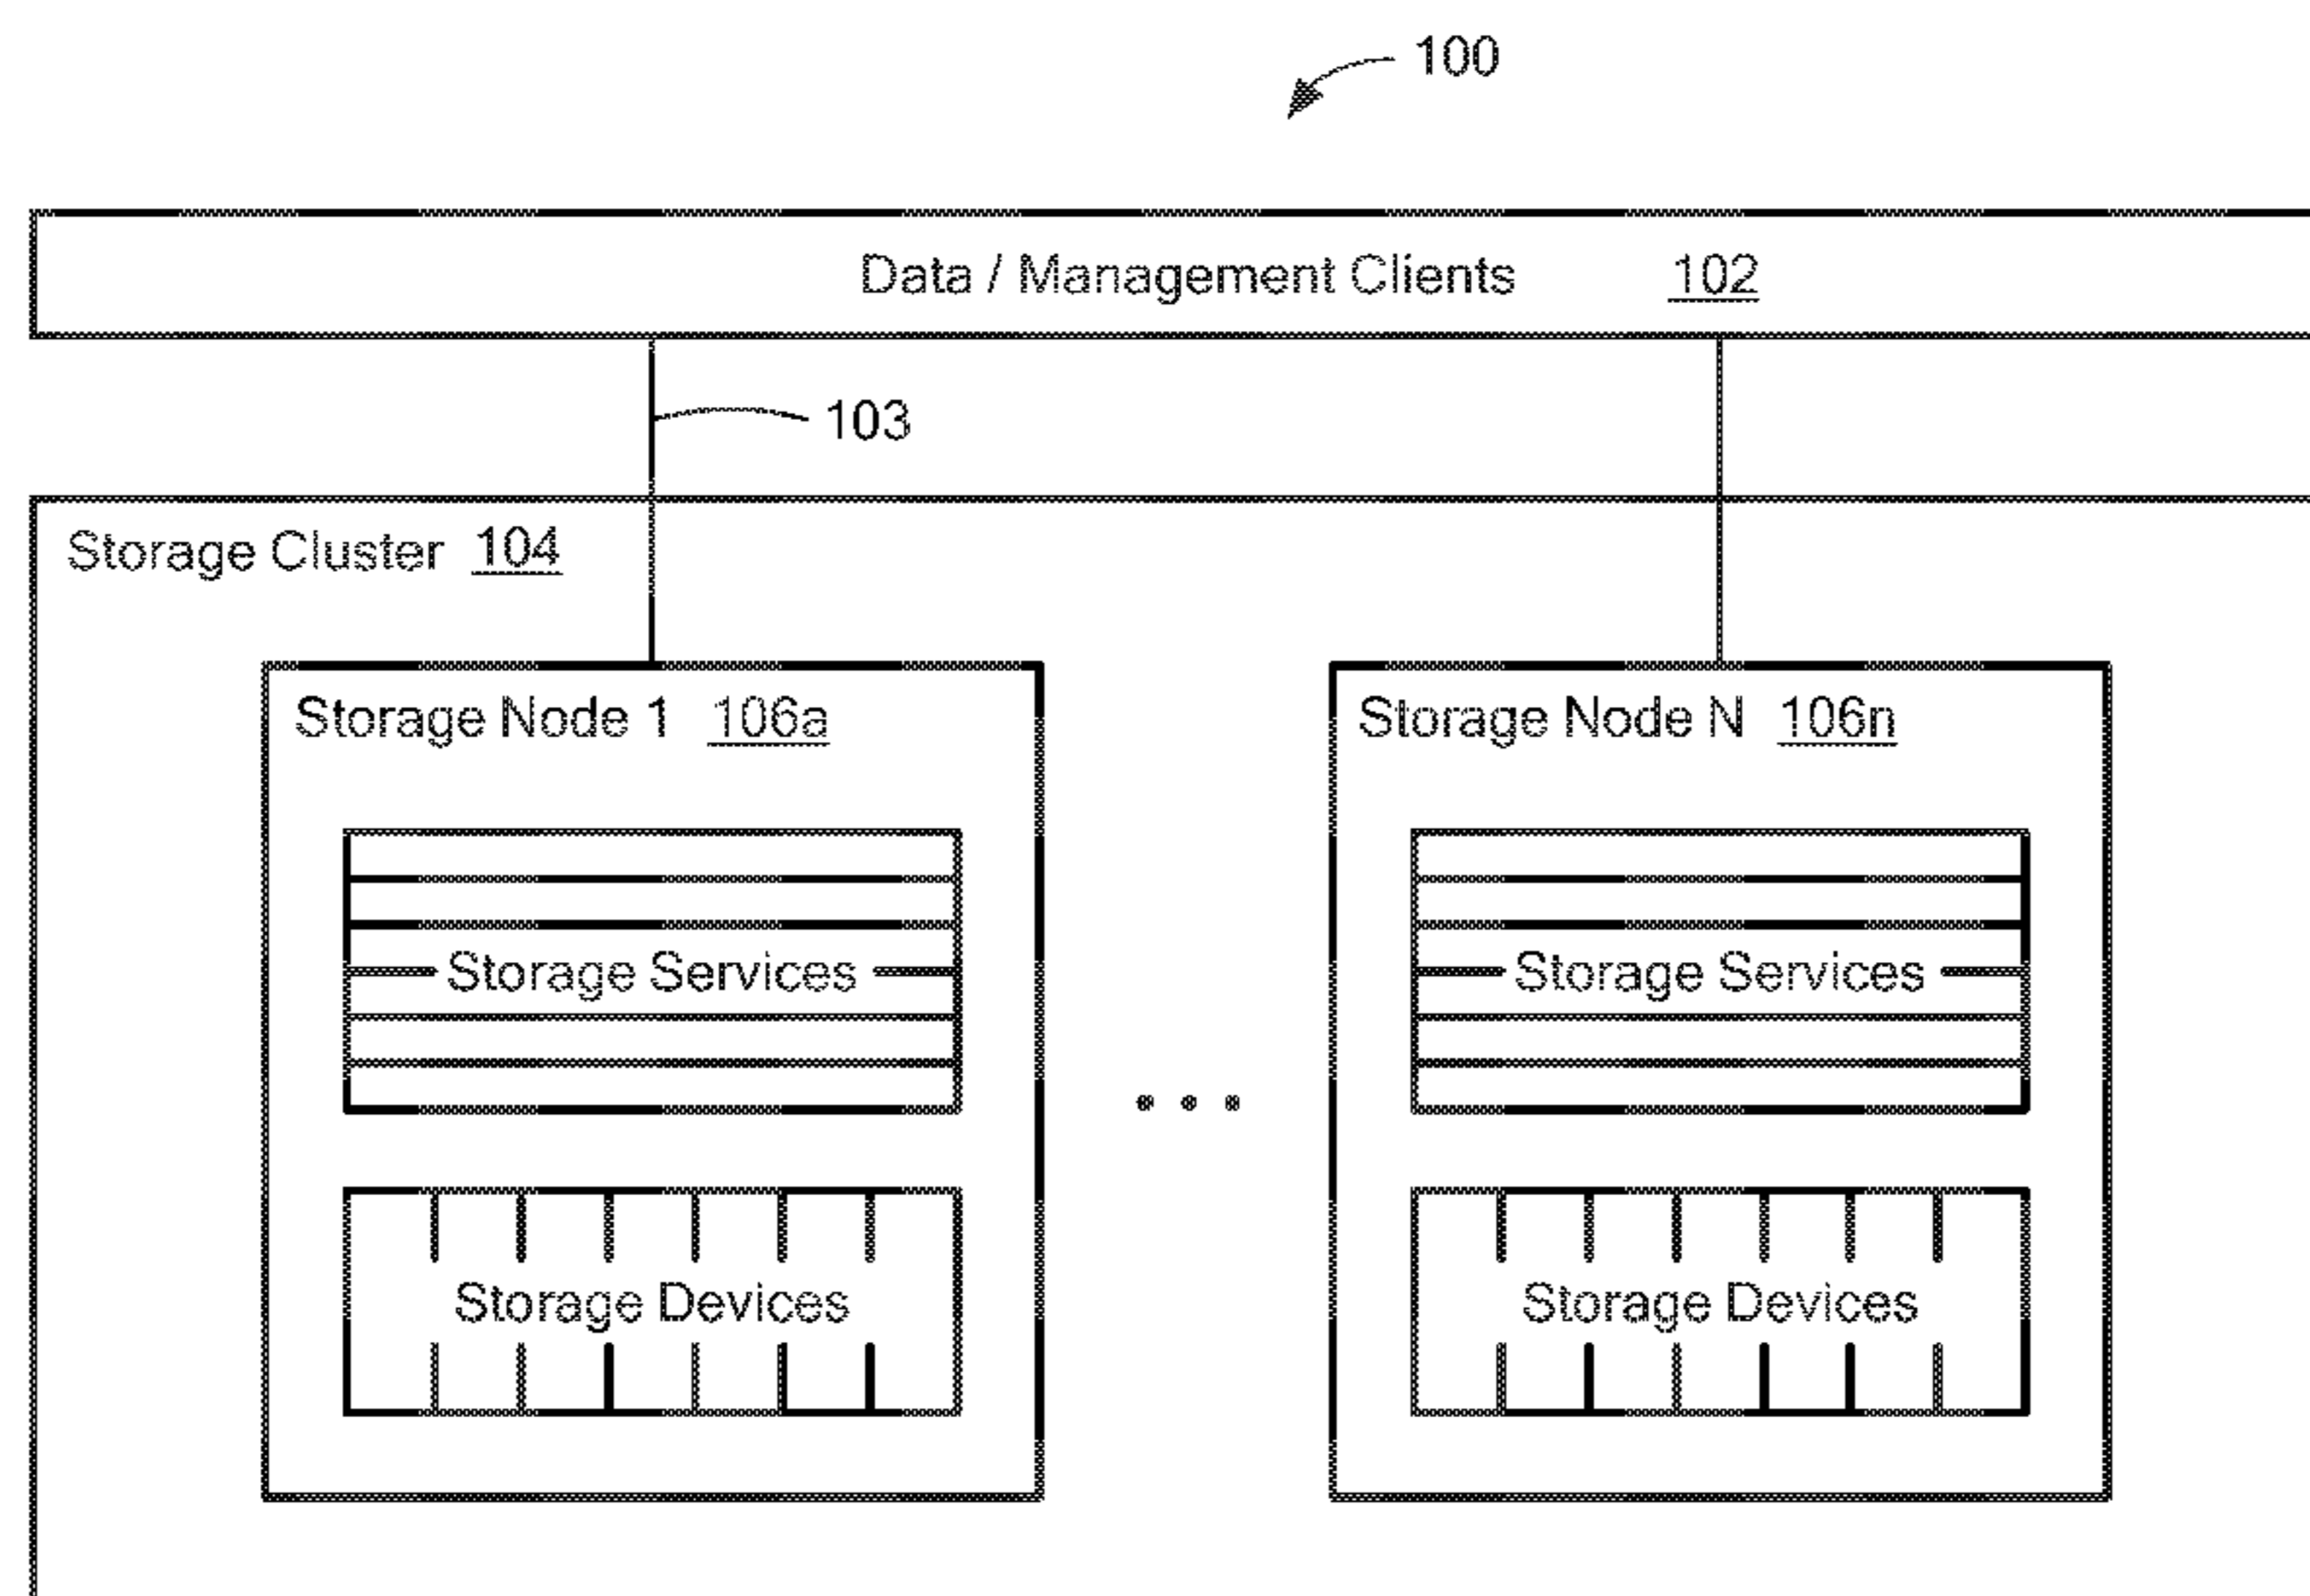 100
Data / Management Clients 102
103
Storage Cluster 104
Storage Node 1 106a
Storage Node N 106n
Storage Services
Storage Services
Storage Devices
Storage Devices